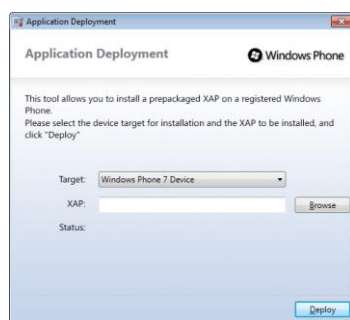 Application Deployment
Application Deployment
Windows Phone
This tool allows you to install a prepackaged XAP on a registered Windows
Phone.
Please select the device target for installation and the XAP to be installed, and
click "Deploy"
Target: Windows Phone 7 Device
XAP: Browse
Status:
Deploy